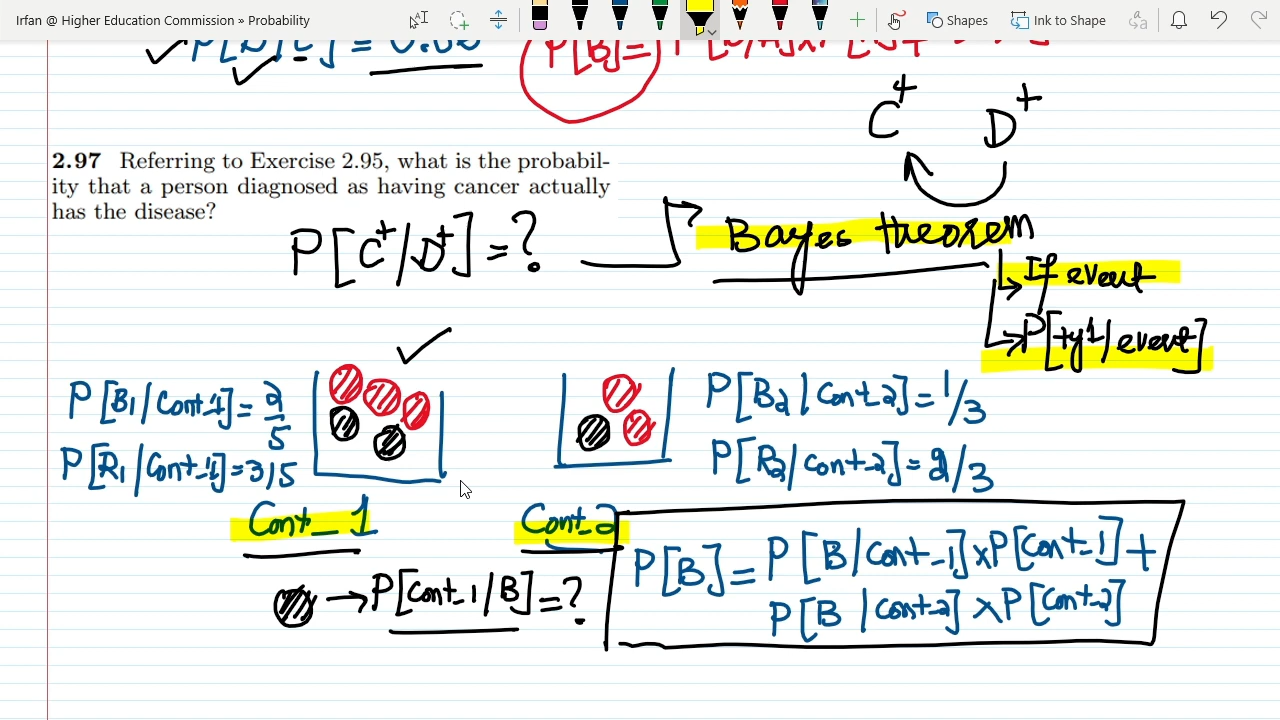 Irfan @ Higher Education Commission » Probability
Shapes
Ink to Shape
P[B]=
C+ D+
2.97 Referring to Exercise 2.95, what is the probabil-
ity that a person diagnosed as having cancer actually
has the disease?
P[C+/D+]=?
Bayes theorem
If event
/event]
P[B1/Cont-1]=2/5
P[R1/Cont-1]=3/5
P[B2/Cont-2]=1/3
P[R2/Cont-2]=2/3
Cont_1
Cont_2
→P[Cont-1/B]=?
P[B]=P[B/Cont-1]×P[Cont-1]+
P[B/Cont-2]×P[Cont-2]